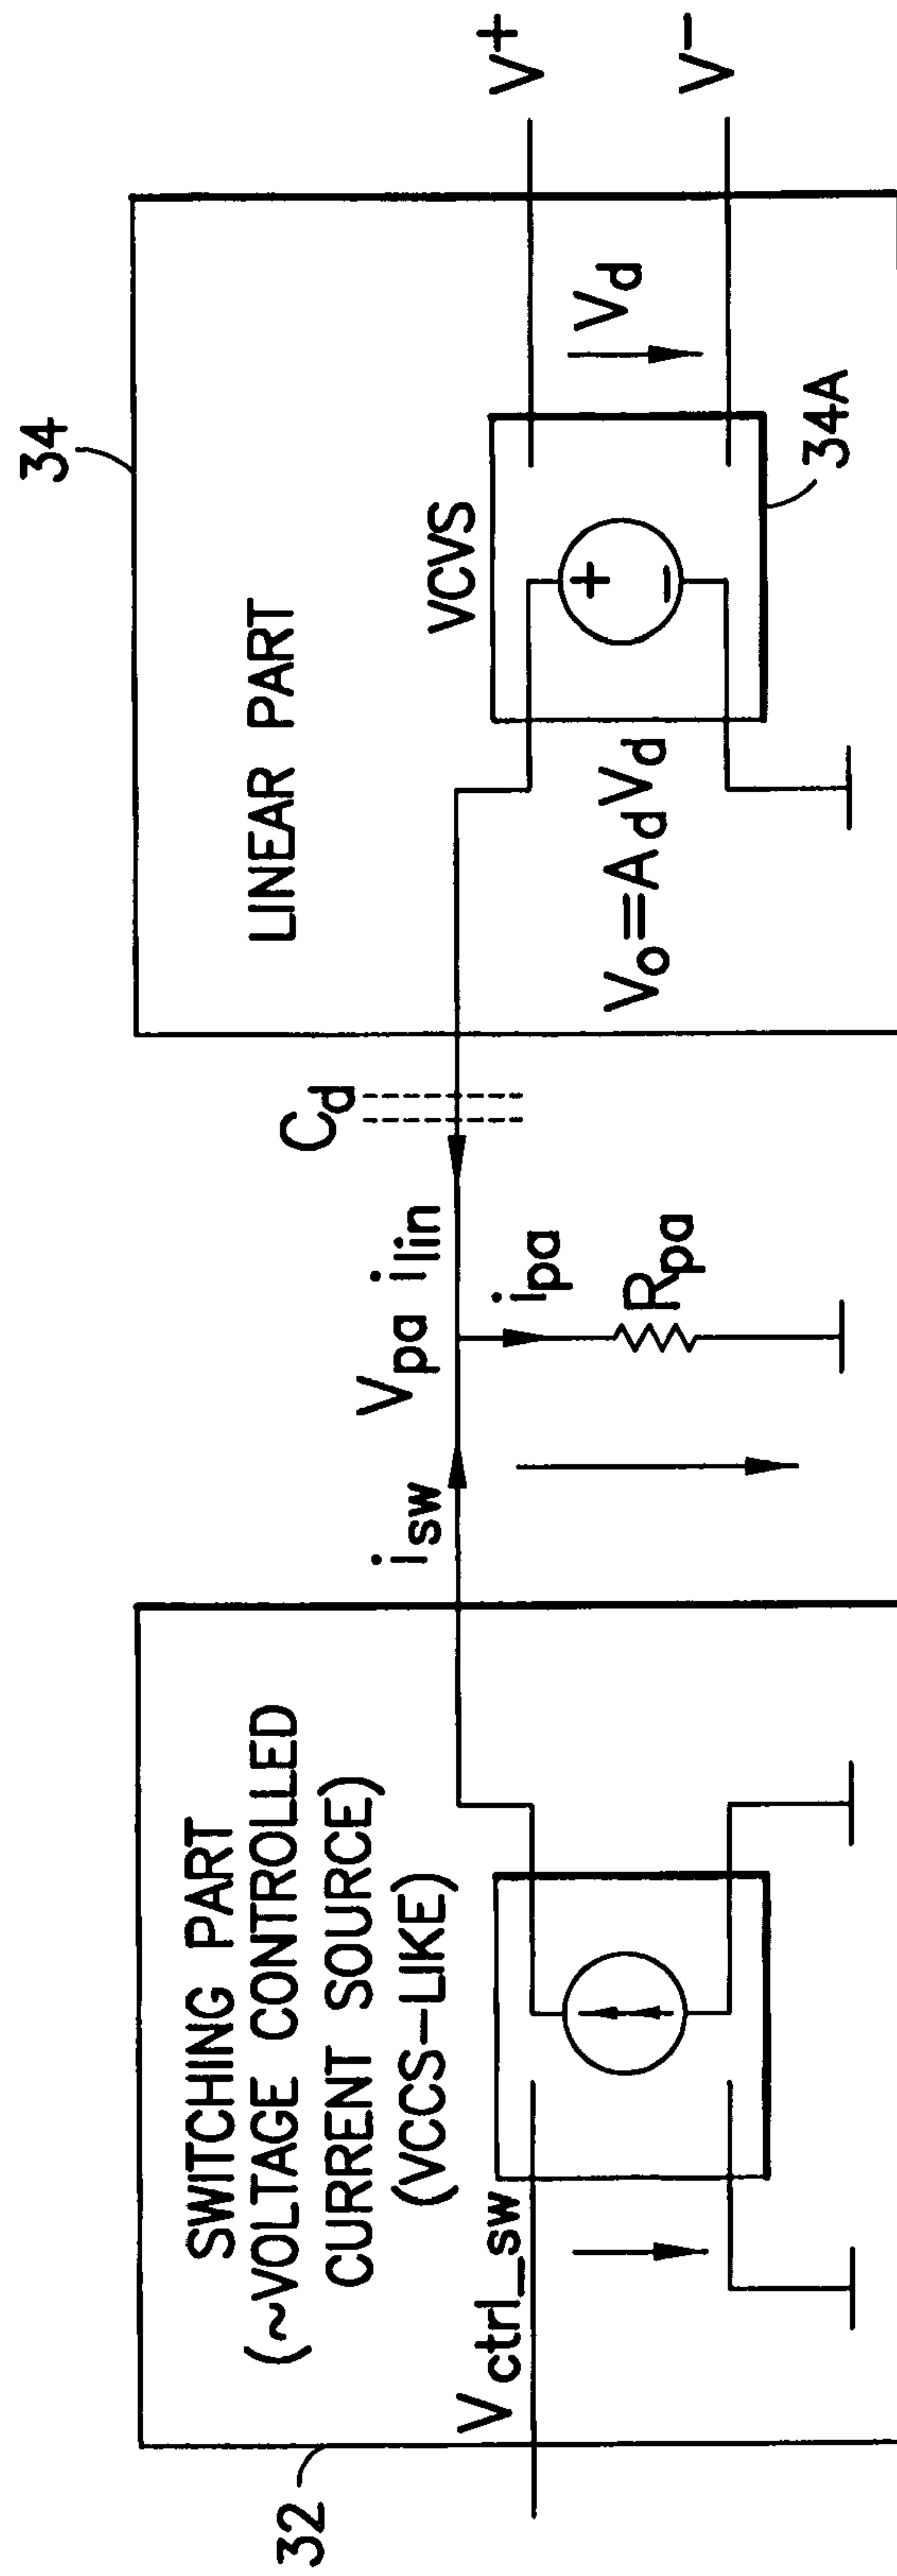 32
SWITCHING PART
(~VOLTAGE CONTROLLED
CURRENT SOURCE)
(VCCS-LIKE)
Vctrl_sw
isw
Vpa
ilin
Cd
ipa
Rpa
34
LINEAR PART
VCVS
+
−
Vo=AdVd
Vd
34A
V+
V−